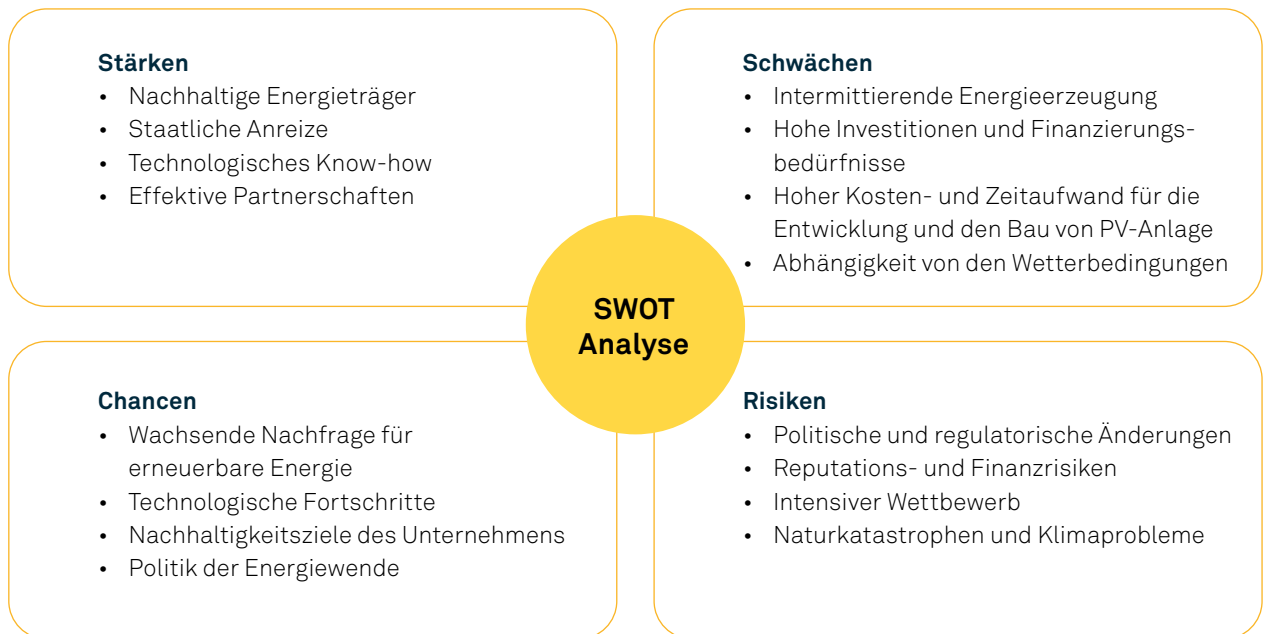 Stärken
• Nachhaltige Energieträger
• Staatliche Anreize
• Technologisches Know-how
• Effektive Partnerschaften
Schwächen
• Intermittierende Energieerzeugung
• Hohe Investitionen und Finanzierungs-
bedürfnisse
• Hoher Kosten- und Zeitaufwand für die
Entwicklung und den Bau von PV-Anlage
• Abhängigkeit von den Wetterbedingungen
SWOT
Analyse
Chancen
• Wachsende Nachfrage für
erneuerbare Energie
• Technologische Fortschritte
• Nachhaltigkeitsziele des Unternehmens
• Politik der Energiewende
Risiken
• Politische und regulatorische Änderungen
• Reputations- und Finanzrisiken
• Intensiver Wettbewerb
• Naturkatastrophen und Klimaprobleme